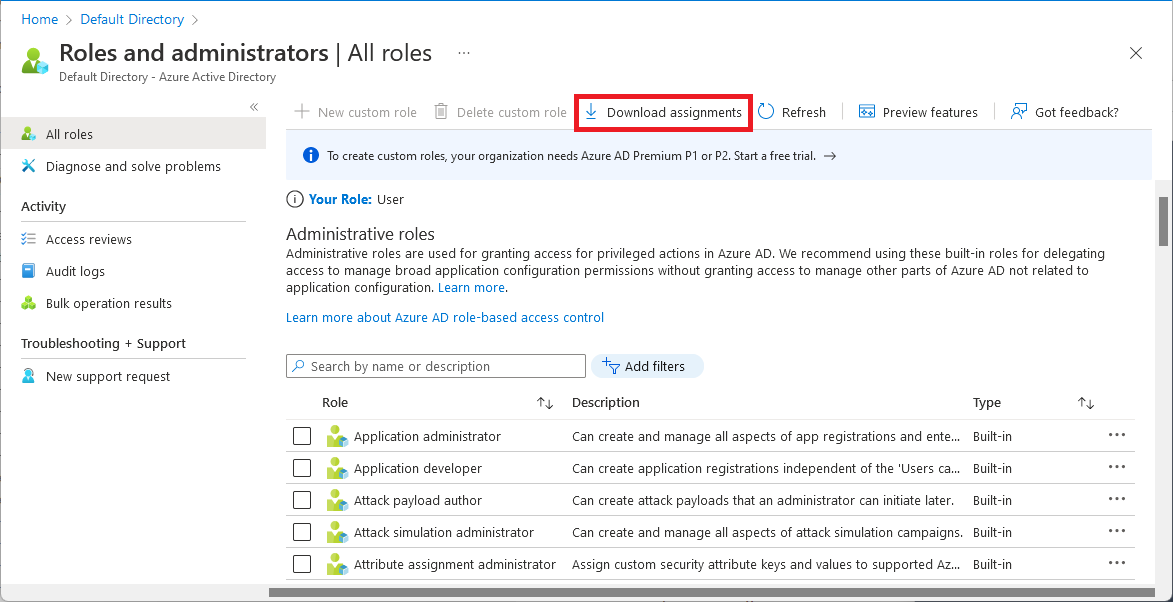 Home > Default Directory >
Roles and administrators | All roles ...
Default Directory - Azure Active Directory
«
All roles
Diagnose and solve problems
Activity
Access reviews
Audit logs
Bulk operation results
Troubleshooting + Support
New support request
New custom role Delete custom role Download assignments Refresh Preview features Got feedback?
To create custom roles, your organization needs Azure AD Premium P1 or P2. Start a free trial. →
Your Role: User
Administrative roles
Administrative roles are used for granting access for privileged actions in Azure AD. We recommend using these built-in roles for delegating
access to manage broad application configuration permissions without granting access to manage other parts of Azure AD not related to
application configuration. Learn more.
Learn more about Azure AD role-based access control
Search by name or description Add filters
Role ↑↓ Description Type ↑↓
Application administrator Can create and manage all aspects of app registrations and ente... Built-in ...
Application developer Can create application registrations independent of the 'Users ca... Built-in ...
Attack payload author Can create attack payloads that an administrator can initiate later. Built-in ...
Attack simulation administrator Can create and manage all aspects of attack simulation campaigns. Built-in ...
Attribute assignment administrator Assign custom security attribute keys and values to supported Az... Built-in ...